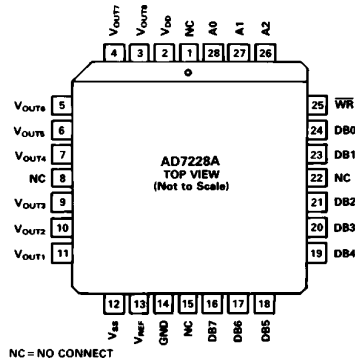 VOUT7 VOUT8 VDD NC A0 A1 A2
4 3 2 1 28 27 26
VOUT6 5
VOUT5 6
VOUT4 7
NC 8
VOUT3 9
VOUT2 10
VOUT1 11
AD7228A
TOP VIEW
(Not to Scale)
25 WR
24 DB0
23 DB1
22 NC
21 DB2
20 DB3
19 DB4
12 13 14 15 16 17 18
VSS VREF GND NC DB7 DB6 DB5
NC = NO CONNECT